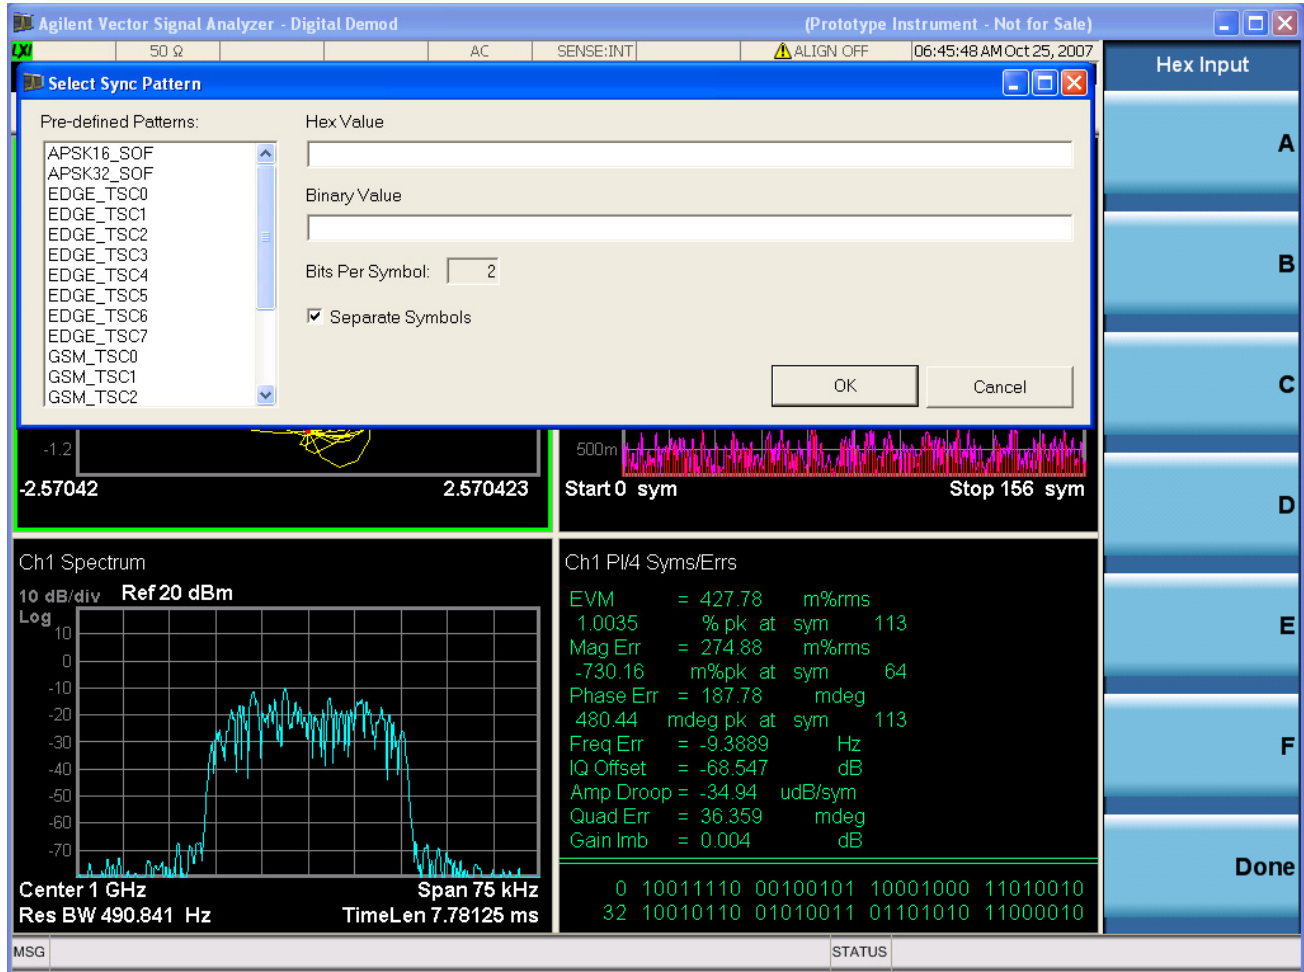 Agilent Vector Signal Analyzer - Digital Demod (Prototype Instrument - Not for Sale)
LXI 50 Ω AC SENSE:INT ALIGN OFF 06:45:48 AM Oct 25, 2007
Hex Input
Select Sync Pattern
Pre-defined Patterns:
APSK16_SOF
APSK32_SOF
EDGE_TSC0
EDGE_TSC1
EDGE_TSC2
EDGE_TSC3
EDGE_TSC4
EDGE_TSC5
EDGE_TSC6
EDGE_TSC7
GSM_TSC0
GSM_TSC1
GSM_TSC2
Hex Value
Binary Value
Bits Per Symbol: 2
Separate Symbols
OK Cancel
A
B
C
D
E
F
Done
-1.2
-2.57042 2.570423
500m
Start 0 sym Stop 156 sym
Ch1 Spectrum
10 dB/div Ref 20 dBm
Log
10
0
-10
-20
-30
-40
-50
-60
-70
Center 1 GHz Span 75 kHz
Res BW 490.841 Hz TimeLen 7.78125 ms
Ch1 PI/4 Syms/Errs
EVM = 427.78 m%rms
1.0035 % pk at sym 113
Mag Err = 274.88 m%rms
-730.16 m%pk at sym 64
Phase Err = 187.78 mdeg
480.44 mdeg pk at sym 113
Freq Err = -9.3889 Hz
IQ Offset = -68.547 dB
Amp Droop = -34.94 udB/sym
Quad Err = 36.359 mdeg
Gain Imb = 0.004 dB
0 10011110 00100101 10001000 11010010
32 10010110 01010011 01101010 11000010
MSG STATUS